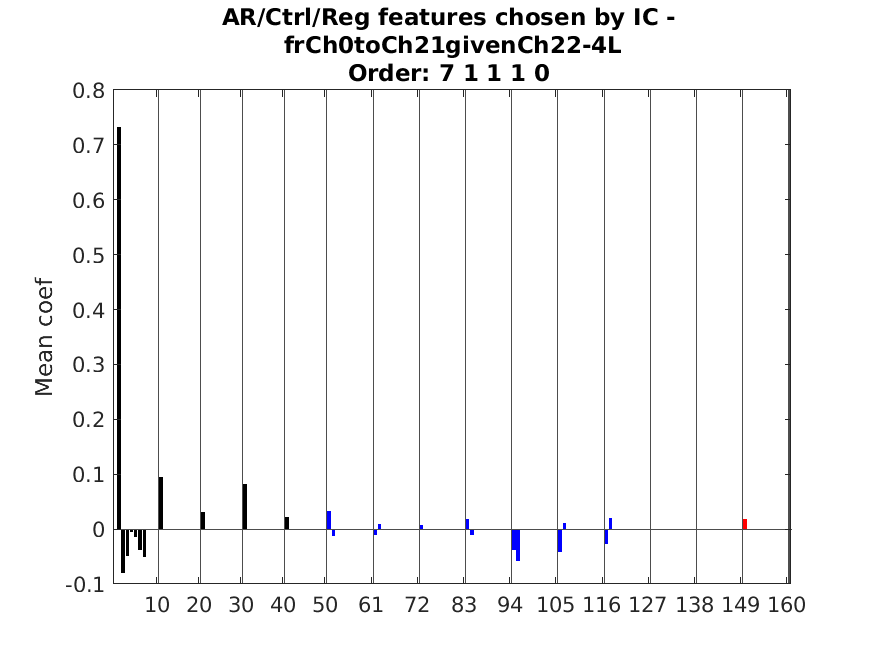 AR/Ctrl/Reg features chosen by IC -
frCh0toCh21givenCh22-4L
Order: 7 1 1 1 0
0.8
0.7
0.6
0.5
0.4
0.3
0.2
0.1
0
-0.1
Mean coef
10 20 30 40 50 61 72 83 94 105 116 127 138 149 160